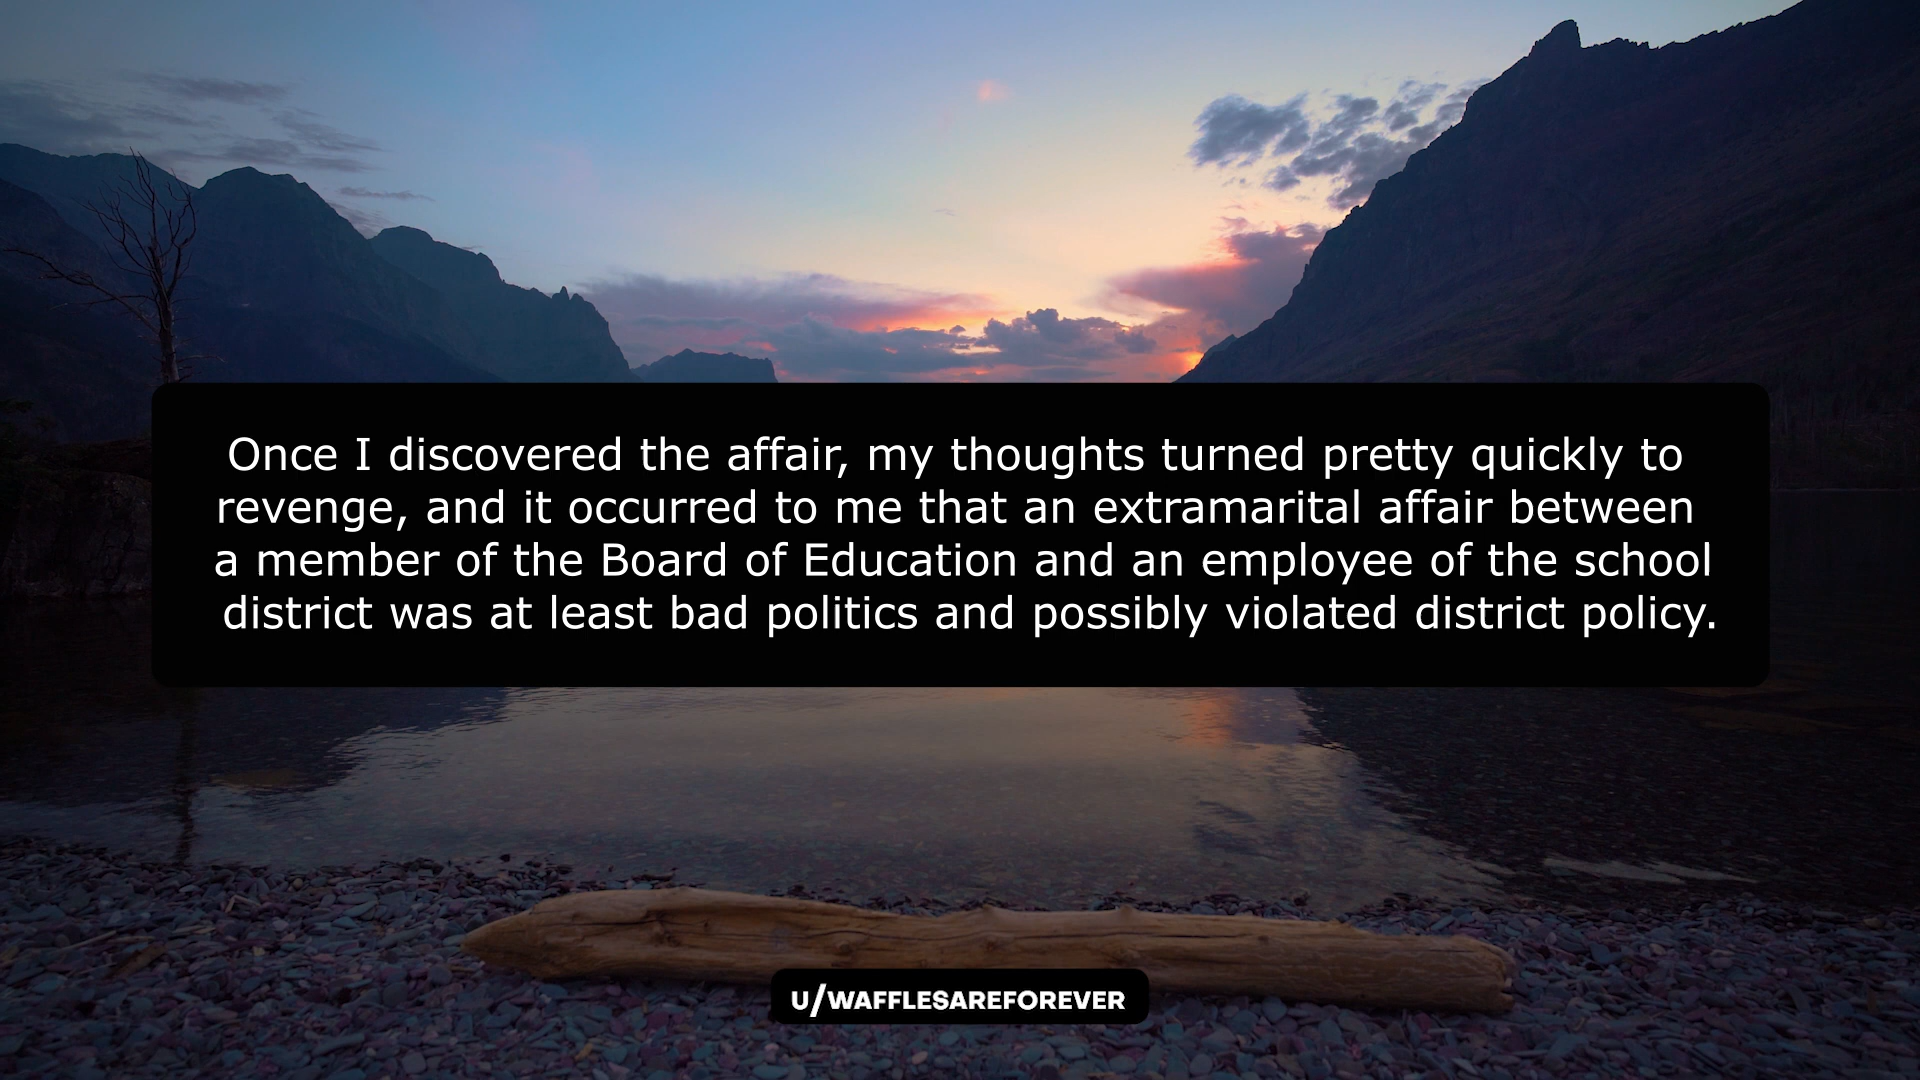 Once I discovered the affair, my thoughts turned pretty quickly to
revenge, and it occurred to me that an extramarital affair between
a member of the Board of Education and an employee of the school
district was at least bad politics and possibly violated district policy.
U/WAFFLESAREFOREVER